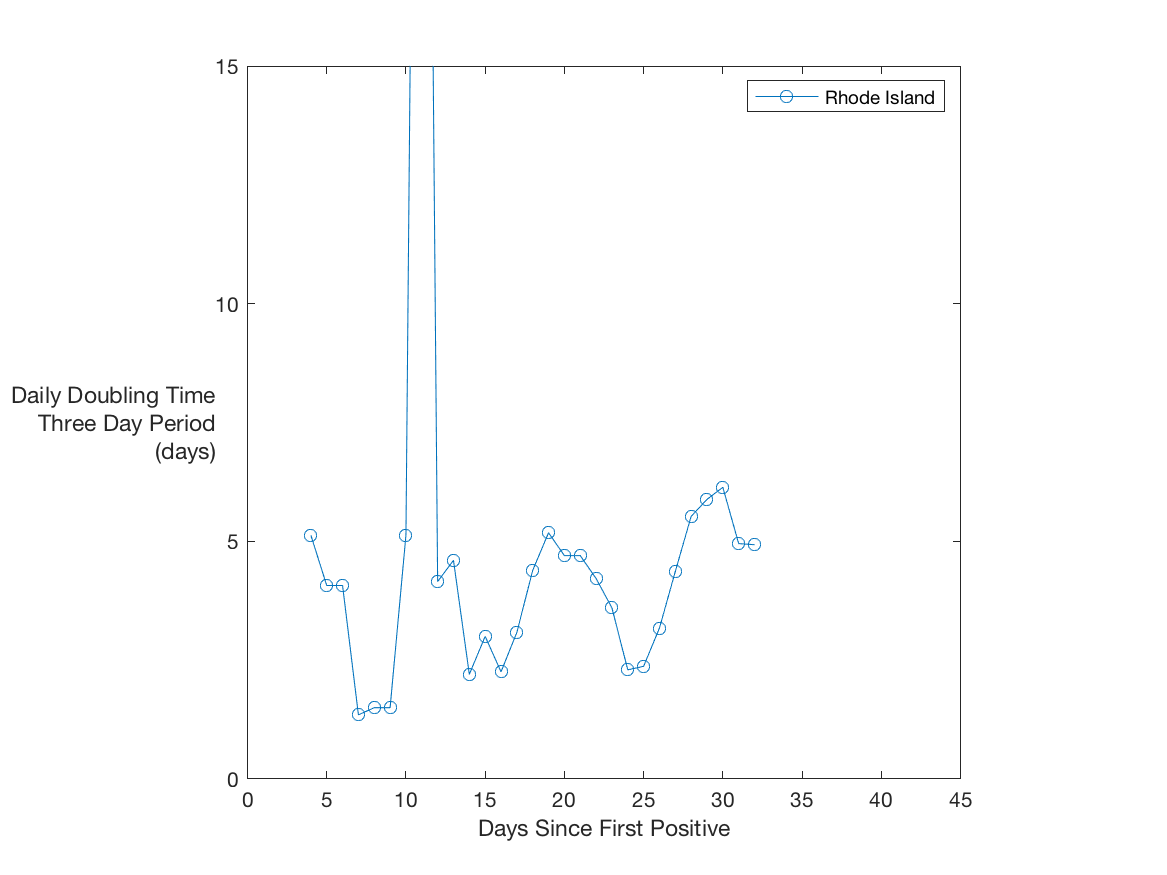 15
Rhode Island
10
Daily Doubling Time
Three Day Period
(days)
5
0
0 5 10 15 20 25 30 35 40 45
Days Since First Positive